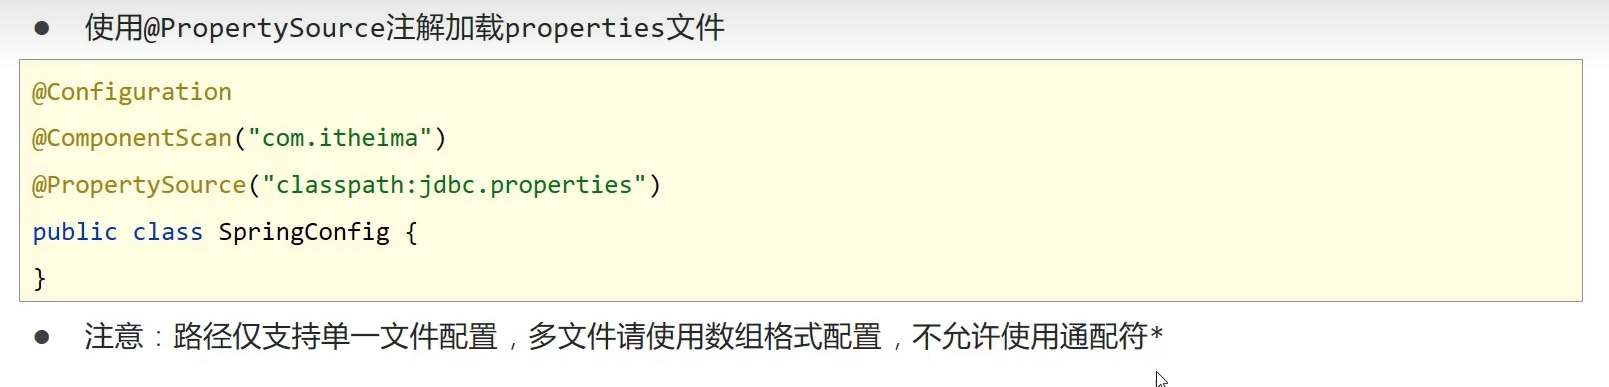 ● 使用@PropertySource注解加载properties文件
@Configuration
@ComponentScan("com.itheima")
@PropertySource("classpath:jdbc.properties")
public class SpringConfig {
}
● 注意：路径仅支持单一文件配置，多文件请使用数组格式配置，不允许使用通配符*